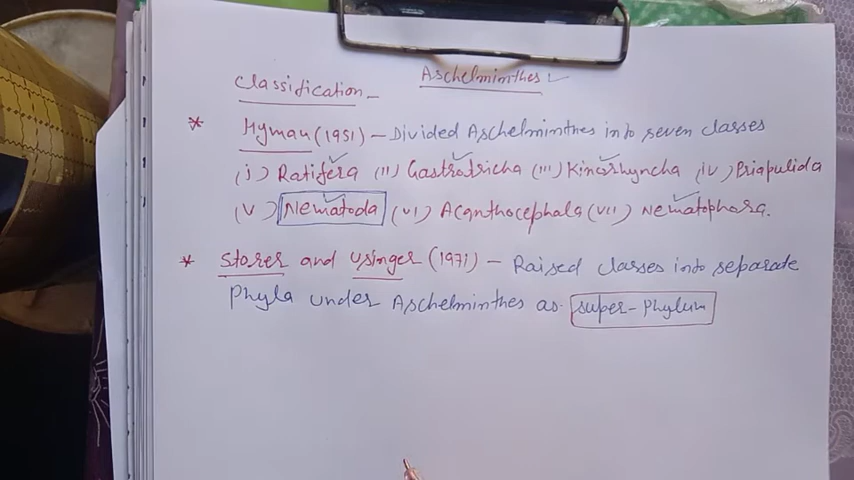 Aschelminthes
Classification -
* Hyman (1951) - Divided Aschelminthes into seven classes
(i) Ratifera (ii) Gastrotricha (iii) Kinorhyncha (iv) Priapulida
(v) Nematoda (vi) Acanthocephala (vii) Nematophora.
* Storer and Usinger (1971) - Raised classes into separate
Phyla under Aschelminthes as super-Phylum